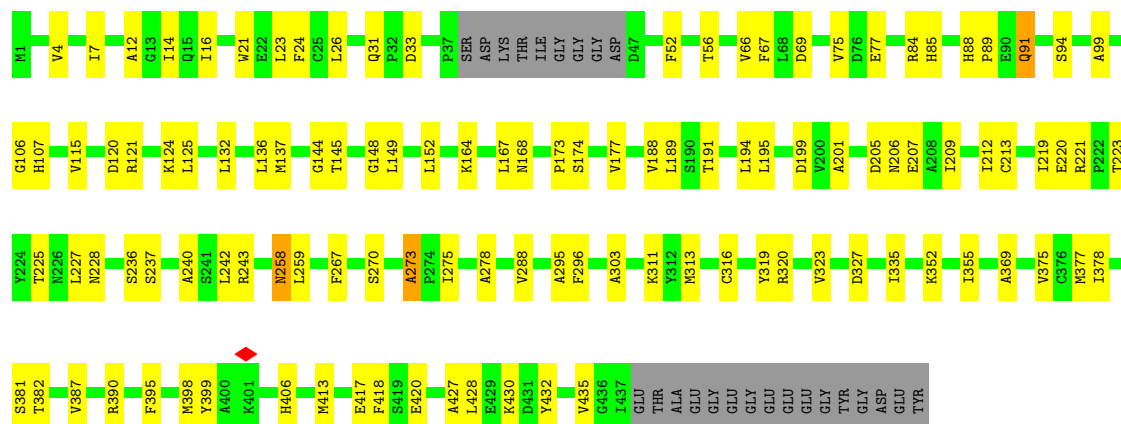 M1 V4 I7 A12 G13 I14 Q15 I16 W21 E22 L23 F24 C25 L26 Q31 P32 D33 P37 SER ASP LYS THR ILE GLY GLY GLY ASP D47 F52 T56 V66 F67 L68 D69 V75 D76 E77 R84 H85 H88 P89 E90 Q91 S94 A99
G106 H107 V115 D120 R121 K124 L125 L132 L136 M137 G144 T145 G148 L149 L152 K164 L167 N168 P173 S174 V177 V188 L189 S190 T191 L194 L195 D199 V200 A201 D205 N206 E207 A208 I209 I212 C213 I219 E220 R221 P222 T223
Y224 T225 N226 L227 N228 S236 S237 A240 S241 L242 R243 N258 L259 F267 S270 A273 P274 I275 A278 V288 A295 F296 A303 K311 Y312 M313 C316 Y319 R320 V323 D327 I335 K352 I355 A369 V375 C376 M377 I378
S381 T382 V387 R390 F395 M398 Y399 A400 K401 H406 M413 E417 F418 S419 E420 A427 L428 E429 K430 D431 Y432 V435 G436 I437 GLU THR ALA GLU GLY GLU GLY GLU GLU GLU GLY TYR GLY ASP GLU TYR